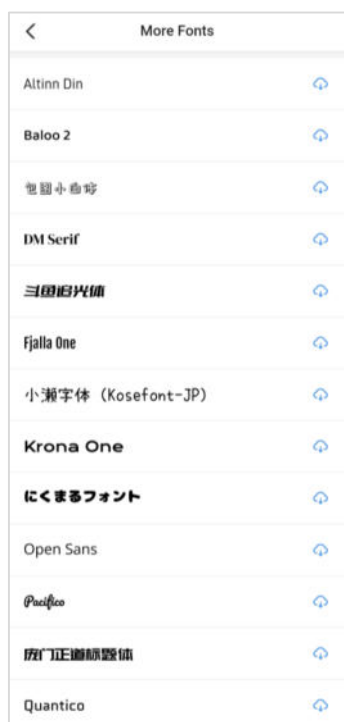 More Fonts
Altinn Din
Baloo 2
包图小白体
DM Serif
斗鱼追光体
Fjalla One
小濑字体 (Kosefont-JP)
Krona One
にくまるフォント
Open Sans
Pacifico
庞门正道标题体
Quantico